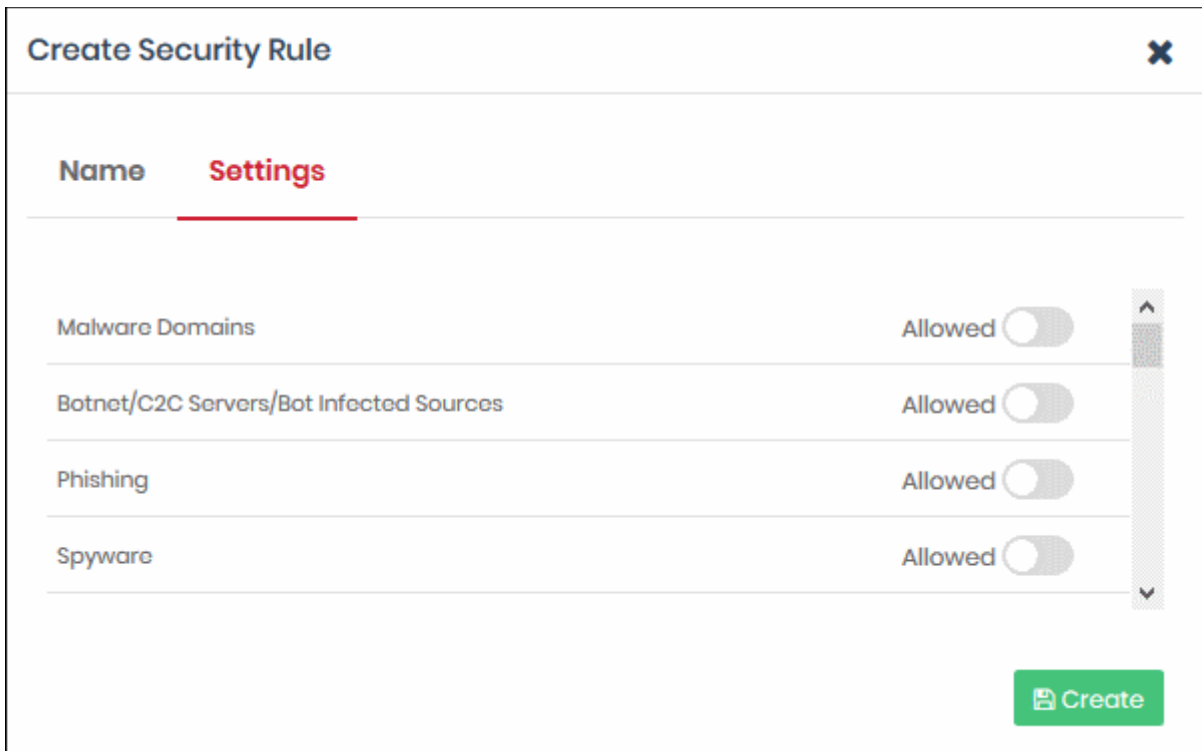 Create Security Rule
Name Settings
Malware Domains Allowed
Botnet/C2C Servers/Bot Infected Sources Allowed
Phishing Allowed
Spyware Allowed
Create